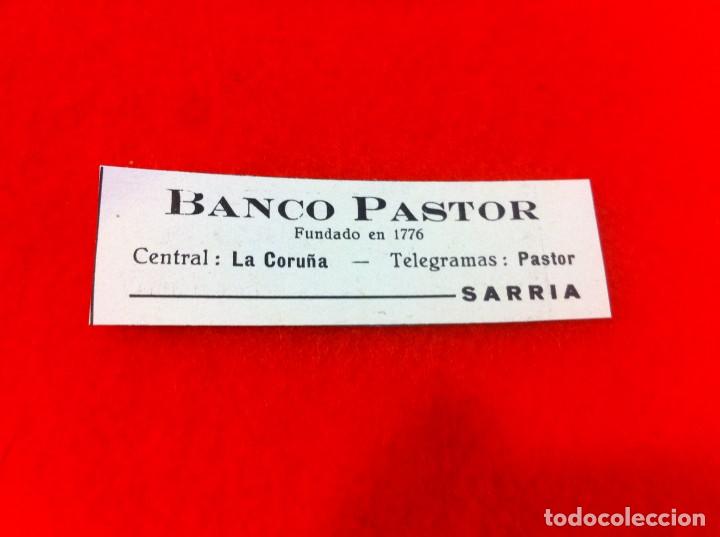 BANCO PASTOR
Fundado en 1776
Central: La Coruña — Telegramas: Pastor
SARRIA
todocoleccion